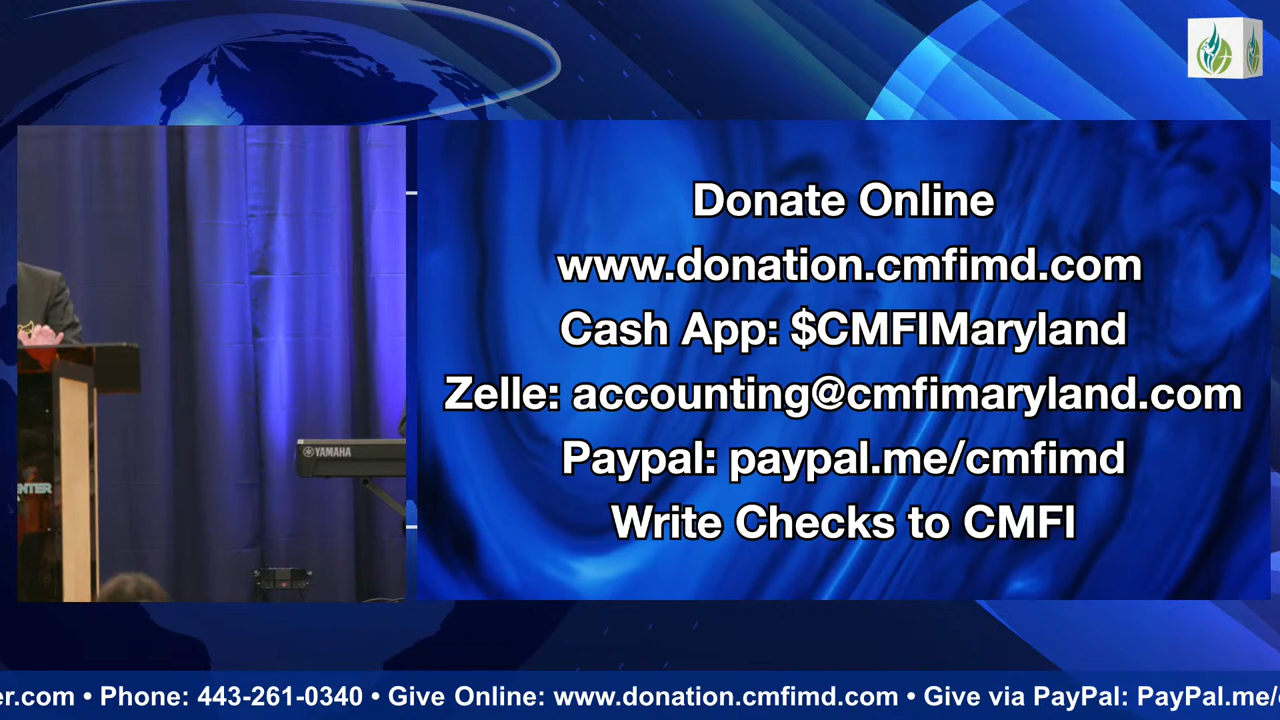 Donate Online
www.donation.cmfimd.com
Cash App: $CMFIMaryland
Zelle: accounting@cmfimaryland.com
Paypal: paypal.me/cmfimd
Write Checks to CMFI
YAMAHA
er.com • Phone: 443-261-0340 • Give Online: www.donation.cmfimd.com • Give via PayPal: PayPal.me/